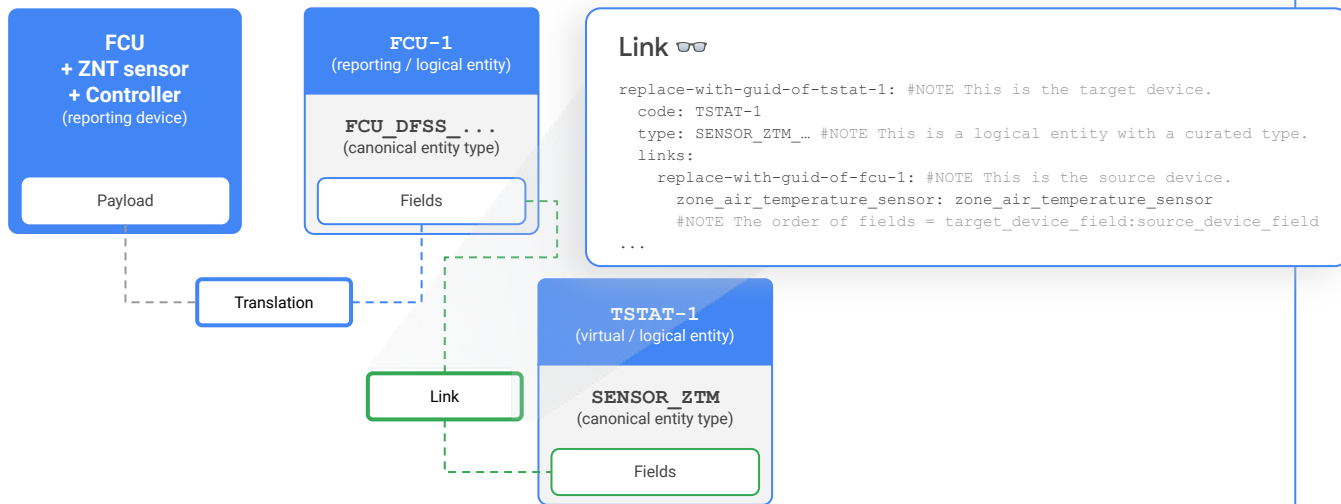 FCU
+ ZNT sensor
+ Controller
(reporting device)
Payload
FCU-1
(reporting / logical entity)
FCU_DFSS_...
(canonical entity type)
Fields
Translation
Link
TSTAT-1
(virtual / logical entity)
SENSOR_ZTM
(canonical entity type)
Fields
Link 👓
replace-with-guid-of-tstat-1: #NOTE This is the target device.
code: TSTAT-1
type: SENSOR_ZTM_… #NOTE This is a logical entity with a curated type.
links:
replace-with-guid-of-fcu-1: #NOTE This is the source device.
zone_air_temperature_sensor: zone_air_temperature_sensor
#NOTE The order of fields = target_device_field:source_device_field
...